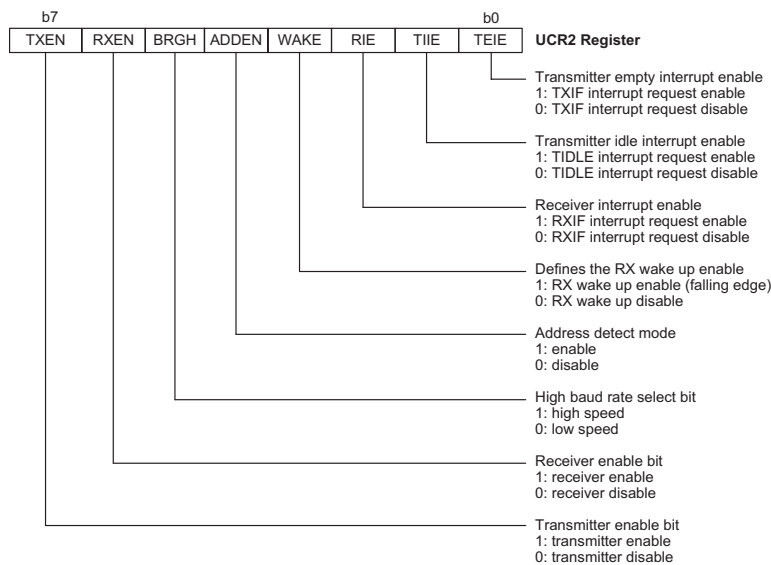 b7 b0
TXEN RXEN BRGH ADDEN WAKE RIE TIIE TEIE UCR2 Register
Transmitter empty interrupt enable
1: TXIF interrupt request enable
0: TXIF interrupt request disable
Transmitter idle interrupt enable
1: TIDLE interrupt request enable
0: TIDLE interrupt request disable
Receiver interrupt enable
1: RXIF interrupt request enable
0: RXIF interrupt request disable
Defines the RX wake up enable
1: RX wake up enable (falling edge)
0: RX wake up disable
Address detect mode
1: enable
0: disable
High baud rate select bit
1: high speed
0: low speed
Receiver enable bit
1: receiver enable
0: receiver disable
Transmitter enable bit
1: transmitter enable
0: transmitter disable